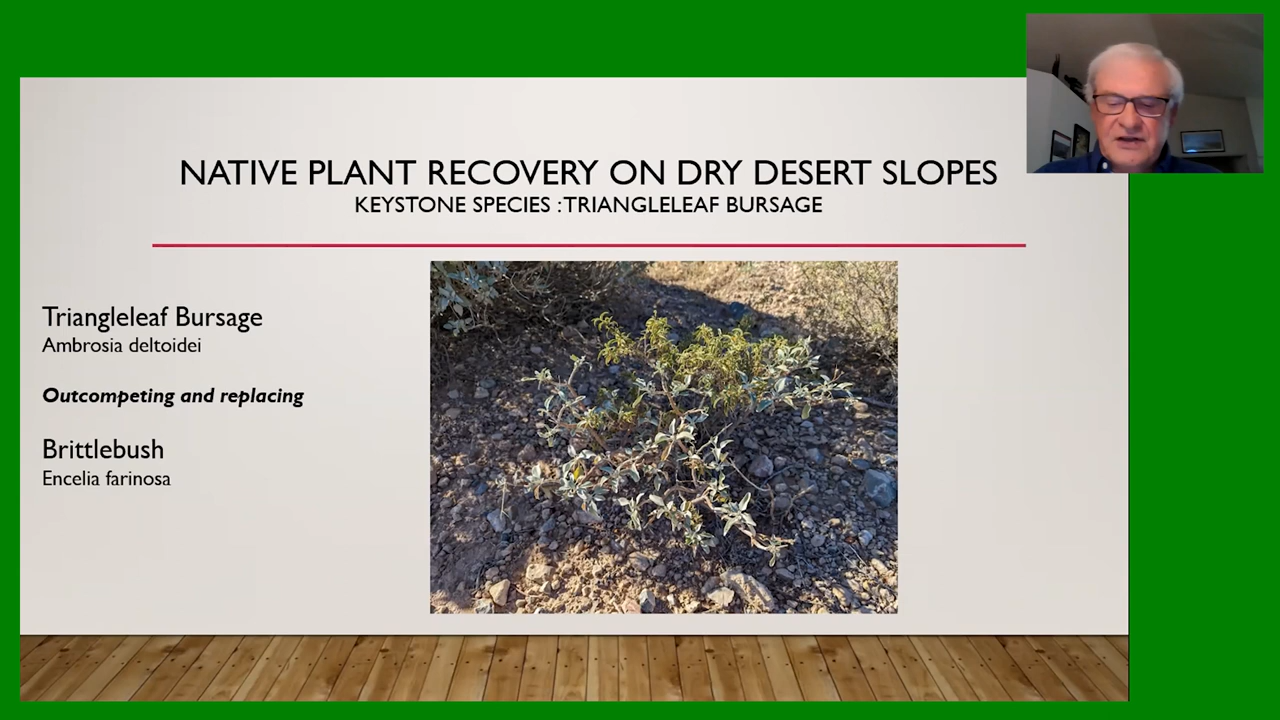 NATIVE PLANT RECOVERY ON DRY DESERT SLOPES
KEYSTONE SPECIES : TRIANGLELEAF BURSAGE
Triangleleaf Bursage
Ambrosia deltoidei
Outcompeting and replacing
Brittlebush
Encelia farinosa